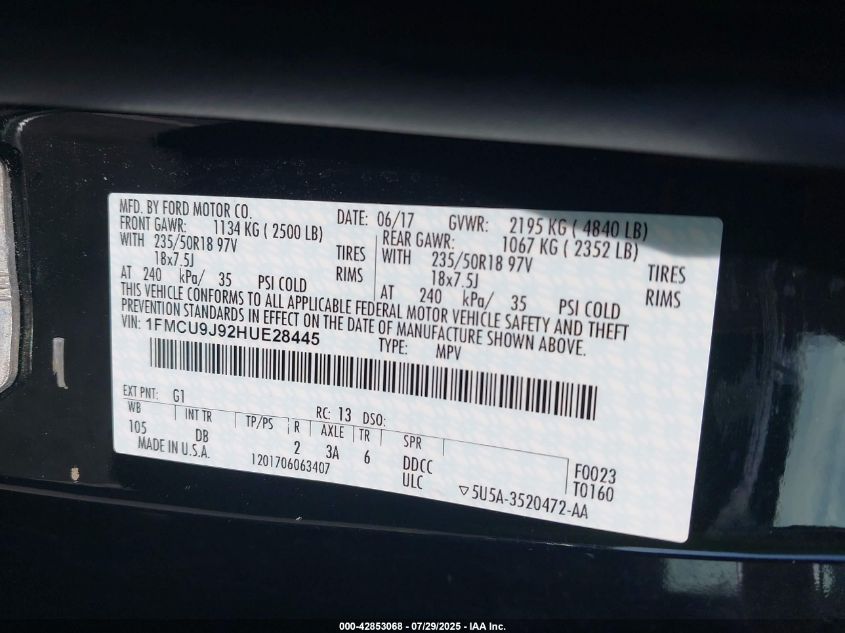 MFD. BY FORD MOTOR CO.
DATE: 06/17 GVWR: 2195 KG ( 4840 LB)
FRONT GAWR: 1134 KG ( 2500 LB) REAR GAWR: 1067 KG ( 2352 LB)
WITH 235/50R18 97V TIRES WITH 235/50R18 97V TIRES
18x7.5J RIMS 18x7.5J RIMS
AT 240 kPa/ 35 PSI COLD AT 240 kPa/ 35 PSI COLD
THIS VEHICLE CONFORMS TO ALL APPLICABLE FEDERAL MOTOR VEHICLE SAFETY AND THEFT
PREVENTION STANDARDS IN EFFECT ON THE DATE OF MANUFACTURE SHOWN ABOVE.
VIN: 1FMCU9J92HUE28445 TYPE: MPV
EXT PNT: G1 RC: 13 DSO:
WB INT TR TP/PS R AXLE TR SPR
105 DB 2 3A 6 DDCC F0023
MADE IN U.S.A. 1201706063407 ULC T0160
▽5U5A-3520472-AA
000-42853068 - 07/29/2025 - IAA Inc.